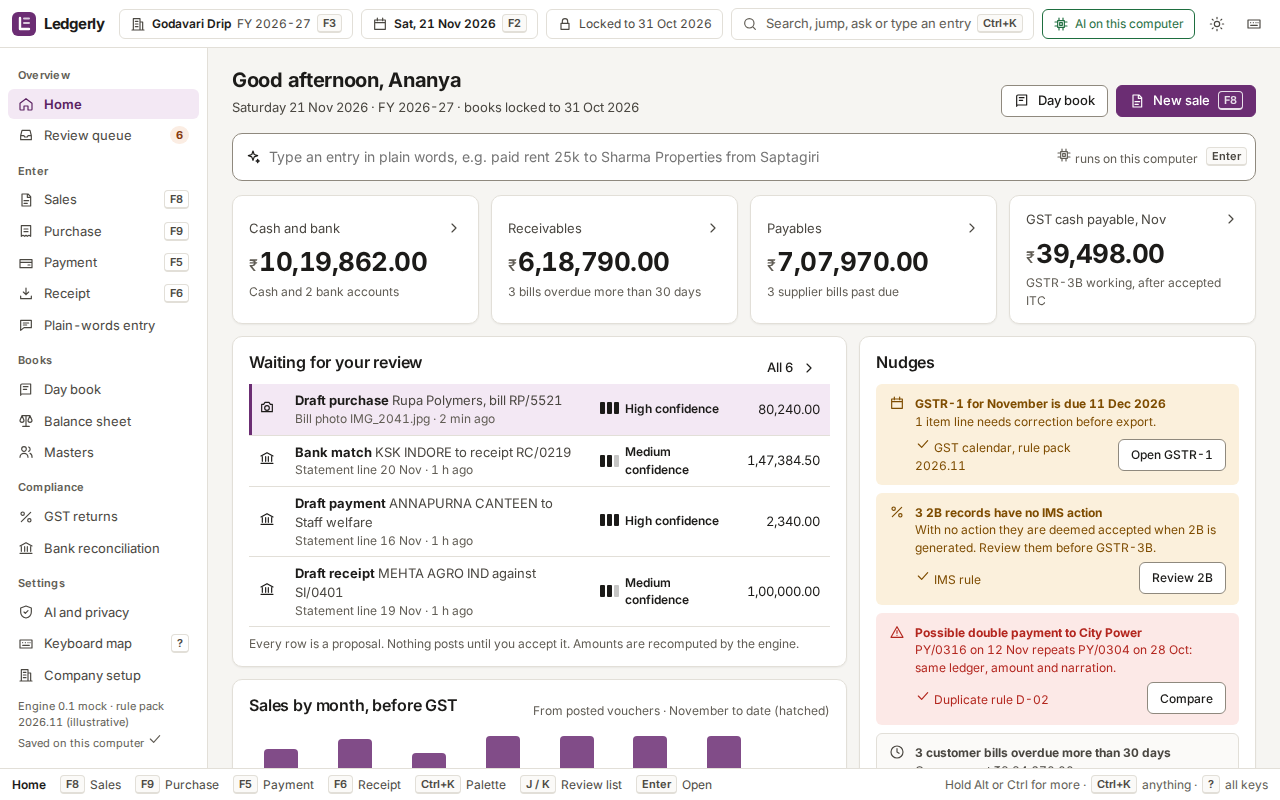 Ledgerly
Godavari Drip FY 2026-27 F3
Sat, 21 Nov 2026 F2
Locked to 31 Oct 2026
Search, jump, ask or type an entry Ctrl+K
AI on this computer
Overview
Home
Review queue 6
Enter
Sales F8
Purchase F9
Payment F5
Receipt F6
Plain-words entry
Books
Day book
Balance sheet
Masters
Compliance
GST returns
Bank reconciliation
Settings
AI and privacy
Keyboard map ?
Company setup
Engine 0.1 mock · rule pack
2026.11 (illustrative)
Saved on this computer
Good afternoon, Ananya
Saturday 21 Nov 2026 · FY 2026-27 · books locked to 31 Oct 2026
Day book
New sale F8
Type an entry in plain words, e.g. paid rent 25k to Sharma Properties from Saptagiri
runs on this computer Enter
Cash and bank
₹10,19,862.00
Cash and 2 bank accounts
Receivables
₹6,18,790.00
3 bills overdue more than 30 days
Payables
₹7,07,970.00
3 supplier bills past due
GST cash payable, Nov
₹39,498.00
GSTR-3B working, after accepted
ITC
Waiting for your review
All 6
Draft purchase Rupa Polymers, bill RP/5521
Bill photo IMG_2041.jpg · 2 min ago
High confidence
80,240.00
Bank match KSK INDORE to receipt RC/0219
Statement line 20 Nov · 1 h ago
Medium
confidence
1,47,384.50
Draft payment ANNAPURNA CANTEEN to
Staff welfare
Statement line 16 Nov · 1 h ago
High confidence
2,340.00
Draft receipt MEHTA AGRO IND against
SI/0401
Statement line 19 Nov · 1 h ago
Medium
confidence
1,00,000.00
Every row is a proposal. Nothing posts until you accept it. Amounts are recomputed by the engine.
Sales by month, before GST
From posted vouchers · November to date (hatched)
Nudges
GSTR-1 for November is due 11 Dec 2026
1 item line needs correction before export.
GST calendar, rule pack
2026.11
Open GSTR-1
3 2B records have no IMS action
With no action they are deemed accepted when 2B is
generated. Review them before GSTR-3B.
IMS rule
Review 2B
Possible double payment to City Power
PY/0316 on 12 Nov repeats PY/0304 on 28 Oct:
same ledger, amount and narration.
Duplicate rule D-02
Compare
3 customer bills overdue more than 30 days
Home F8 Sales F9 Purchase F5 Payment F6 Receipt Ctrl+K Palette J / K Review list Enter Open
Hold Alt or Ctrl for more · Ctrl+K anything · ? all keys